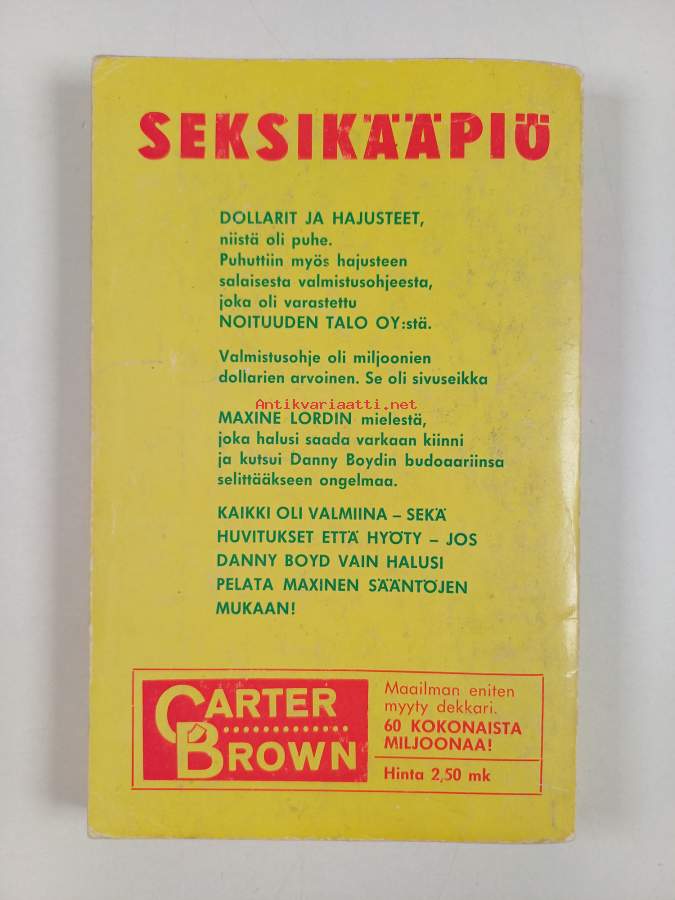 SEKSIKÄÄPIÖ
DOLLARIT JA HAJUSTEET,
niistä oli puhe.
Puhuttiin myös hajusteen
salaisesta valmistusohjeesta,
joka oli varastettu
NOITUUDEN TALO OY:stä.
Valmistusohje oli miljoonien
dollarien arvoinen. Se oli sivuseikka
Antikvariaatti.net
MAXINE LORDIN mielestä,
joka halusi saada varkaan kiinni
ja kutsui Danny Boydin budoaariinsa
selittääkseen ongelmaa.
KAIKKI OLI VALMIINA – SEKÄ
HUVITUKSET ETTÄ HYÖTY – JOS
DANNY BOYD VAIN HALUSI
PELATA MAXINEN SÄÄNTÖJEN
MUKAAN!
CARTER
BROWN
Maailman eniten
myyty dekkari.
60 KOKONAISTA
MILJOONAA!
Hinta 2,50 mk